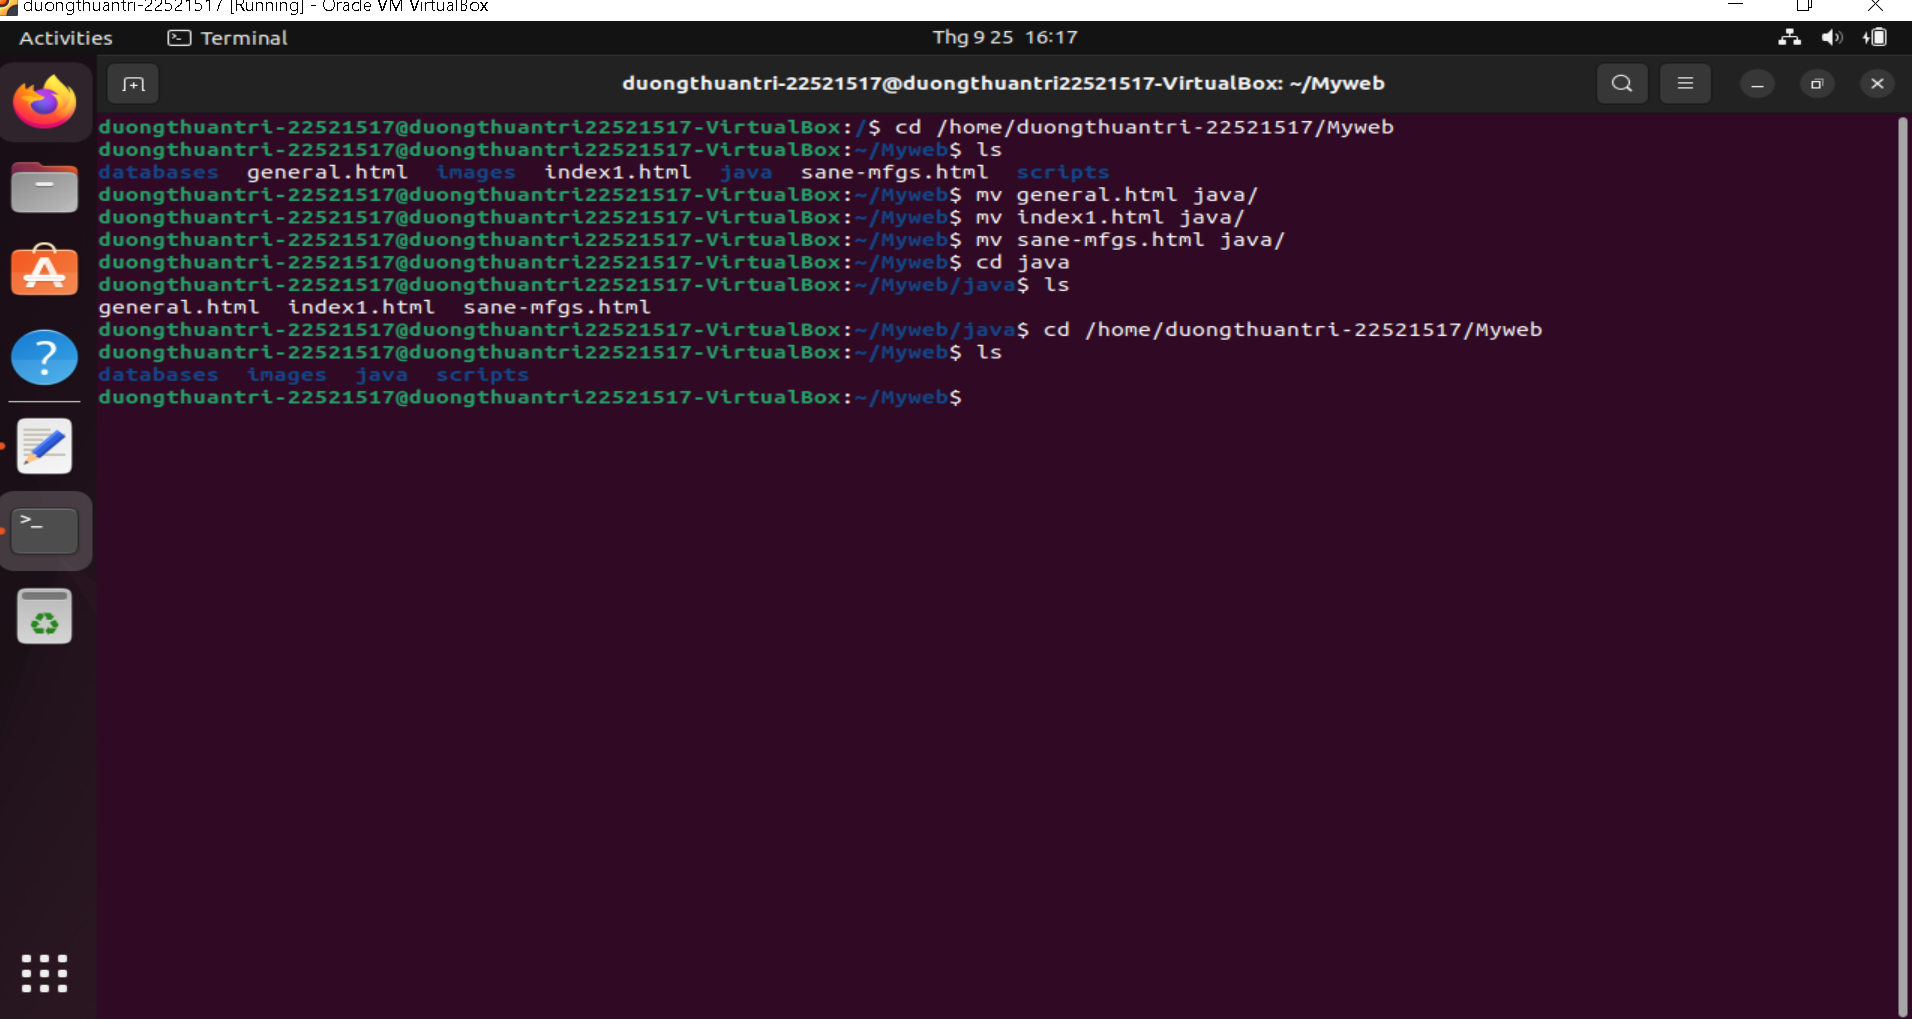 duongthuantri-22521517 [Running] - Oracle VM VirtualBox
Activities Terminal Thg 9 25 16:17
duongthuantri-22521517@duongthuantri22521517-VirtualBox: ~/Myweb
duongthuantri-22521517@duongthuantri22521517-VirtualBox:/$ cd /home/duongthuantri-22521517/Myweb
duongthuantri-22521517@duongthuantri22521517-VirtualBox:~/Myweb$ ls
databases general.html images index1.html java sane-mfgs.html scripts
duongthuantri-22521517@duongthuantri22521517-VirtualBox:~/Myweb$ mv general.html java/
duongthuantri-22521517@duongthuantri22521517-VirtualBox:~/Myweb$ mv index1.html java/
duongthuantri-22521517@duongthuantri22521517-VirtualBox:~/Myweb$ mv sane-mfgs.html java/
duongthuantri-22521517@duongthuantri22521517-VirtualBox:~/Myweb$ cd java
duongthuantri-22521517@duongthuantri22521517-VirtualBox:~/Myweb/java$ ls
general.html index1.html sane-mfgs.html
duongthuantri-22521517@duongthuantri22521517-VirtualBox:~/Myweb/java$ cd /home/duongthuantri-22521517/Myweb
duongthuantri-22521517@duongthuantri22521517-VirtualBox:~/Myweb$ ls
databases images java scripts
duongthuantri-22521517@duongthuantri22521517-VirtualBox:~/Myweb$